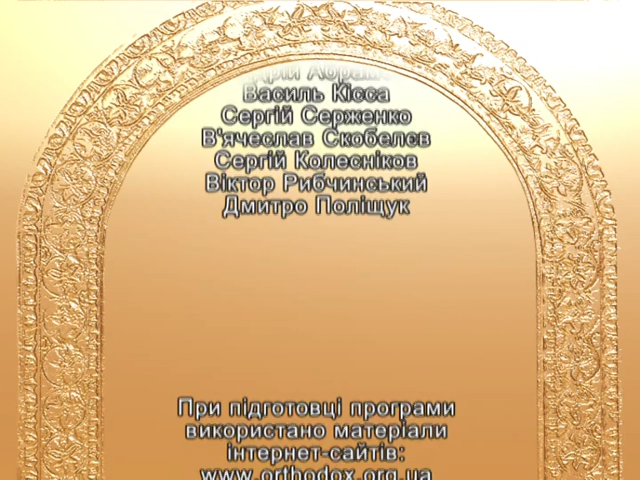 Василь Кісса
Сергій Серженко
В'ячеслав Скобелєв
Сергій Колесніков
Віктор Рибчинський
Дмитро Поліщук
При підготовці програми
використано матеріали
інтернет-сайтів:
www.orthodox.org.ua